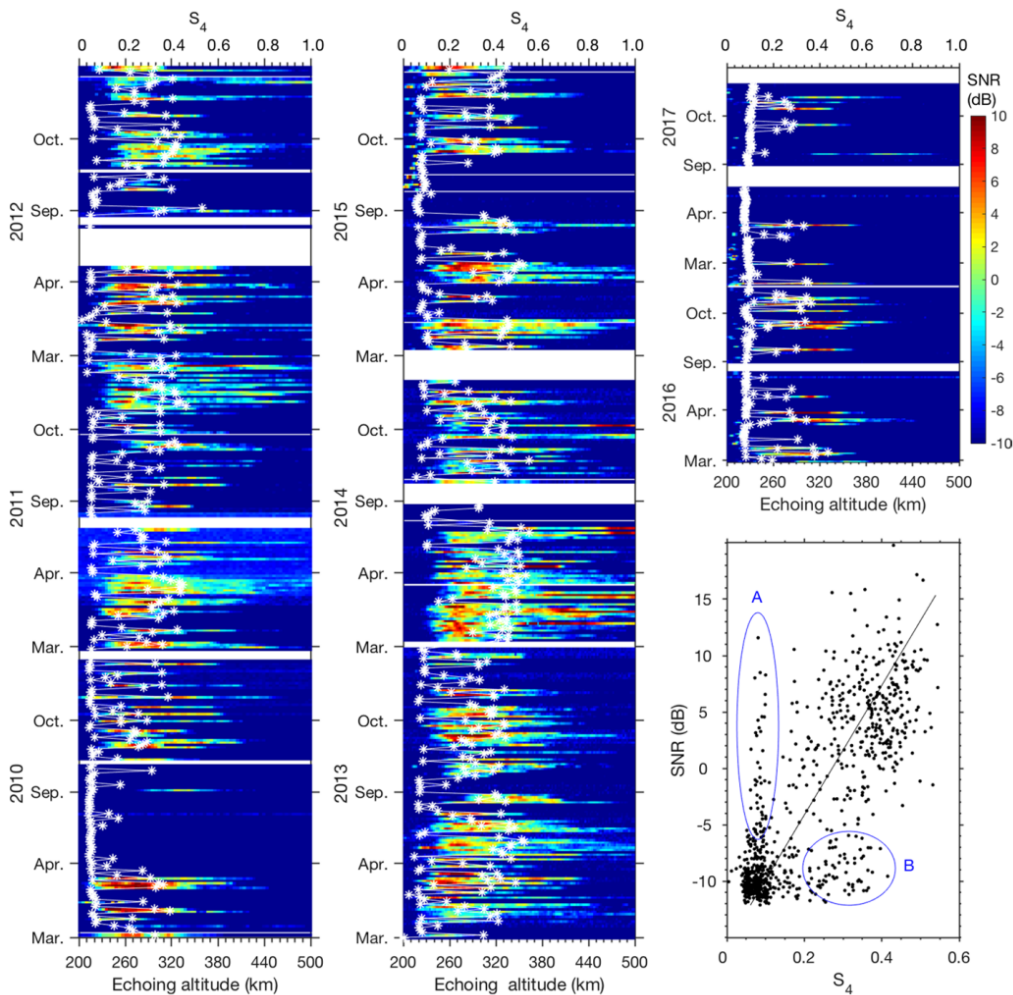 S4
0 0.2 0.4 0.6 0.8 1.0
Oct.
Sep.
2012
Apr.
Mar.
Oct.
Sep.
2011
Apr.
Mar.
Oct.
Sep.
2010
Apr.
Mar.
200 260 320 380 440 500
Echoing altitude (km)
S4
0 0.2 0.4 0.6 0.8 1.0
Oct.
Sep.
2015
Apr.
Mar.
Oct.
Sep.
2014
Apr.
Mar.
Oct.
Sep.
2013
Apr.
Mar.
200 260 320 380 440 500
Echoing altitude (km)
S4
0 0.2 0.4 0.6 0.8 1.0
Oct.
2017
Sep.
Apr.
Mar.
Oct.
Sep.
2016
Apr.
Mar.
200 260 320 380 440 500
Echoing altitude (km)
SNR
(dB)
10
8
6
4
2
0
-2
-4
-6
-8
-10
A
B
15
10
5
0
-5
-10
SNR (dB)
0 0.2 0.4 0.6
S4